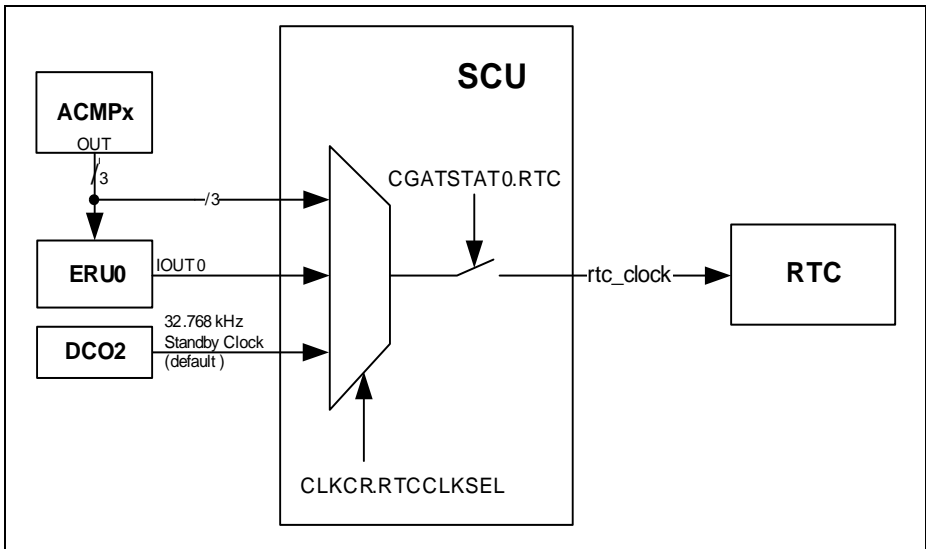 SCU
ACMPx
OUT
3
CGATSTAT0.RTC
/3
ERU0
IOUT0
rtc_clock
RTC
32.768 kHz
Standby Clock
(default )
DCO2
CLKCR.RTCCLKSEL